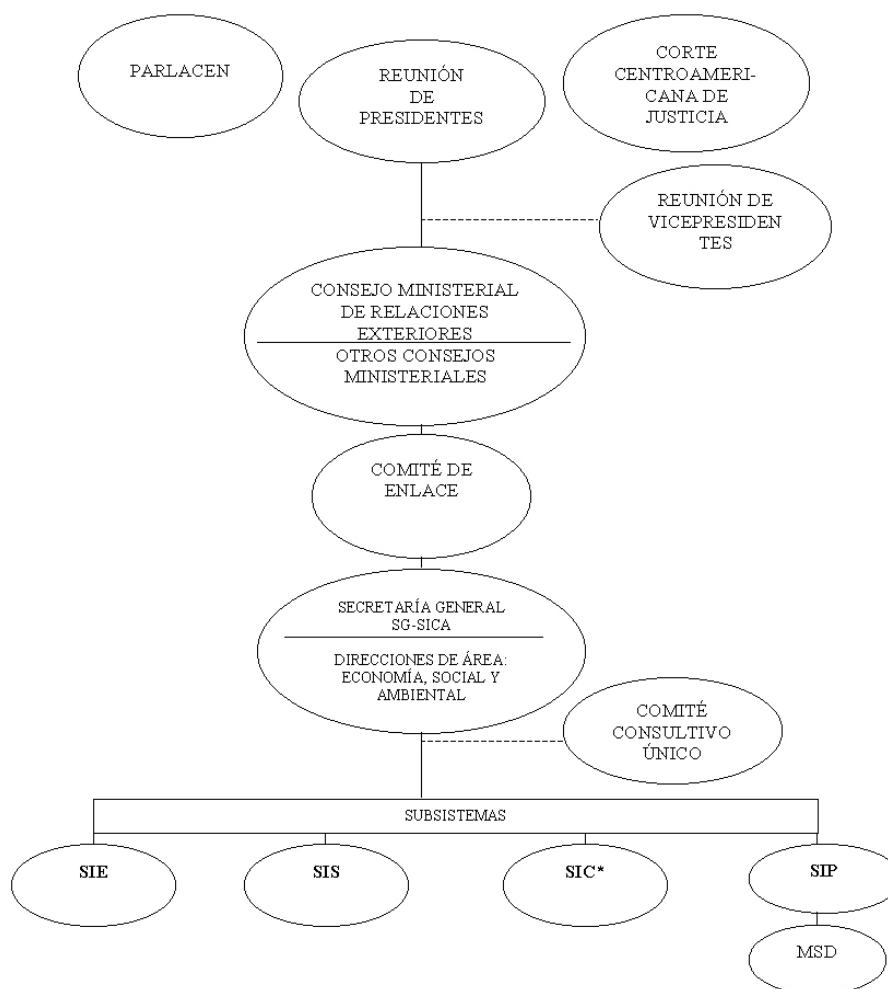 PARLACEN
REUNIÓN
DE
PRESIDENTES
CORTE
CENTROAMERI-
CANA DE
JUSTICIA
REUNIÓN DE
VICEPRESIDEN
TES
CONSEJO MINISTERIAL
DE RELACIONES
EXTERIORES
OTROS CONSEJOS
MINISTERIALES
COMITÉ DE
ENLACE
SECRETARÍA GENERAL
SG-SICA
DIRECCIONES DE ÁREA:
ECONOMÍA, SOCIAL Y
AMBIENTAL
COMITÉ
CONSULTIVO
ÚNICO
SUBSISTEMAS
SIE
SIS
SIC*
SIP
MSD